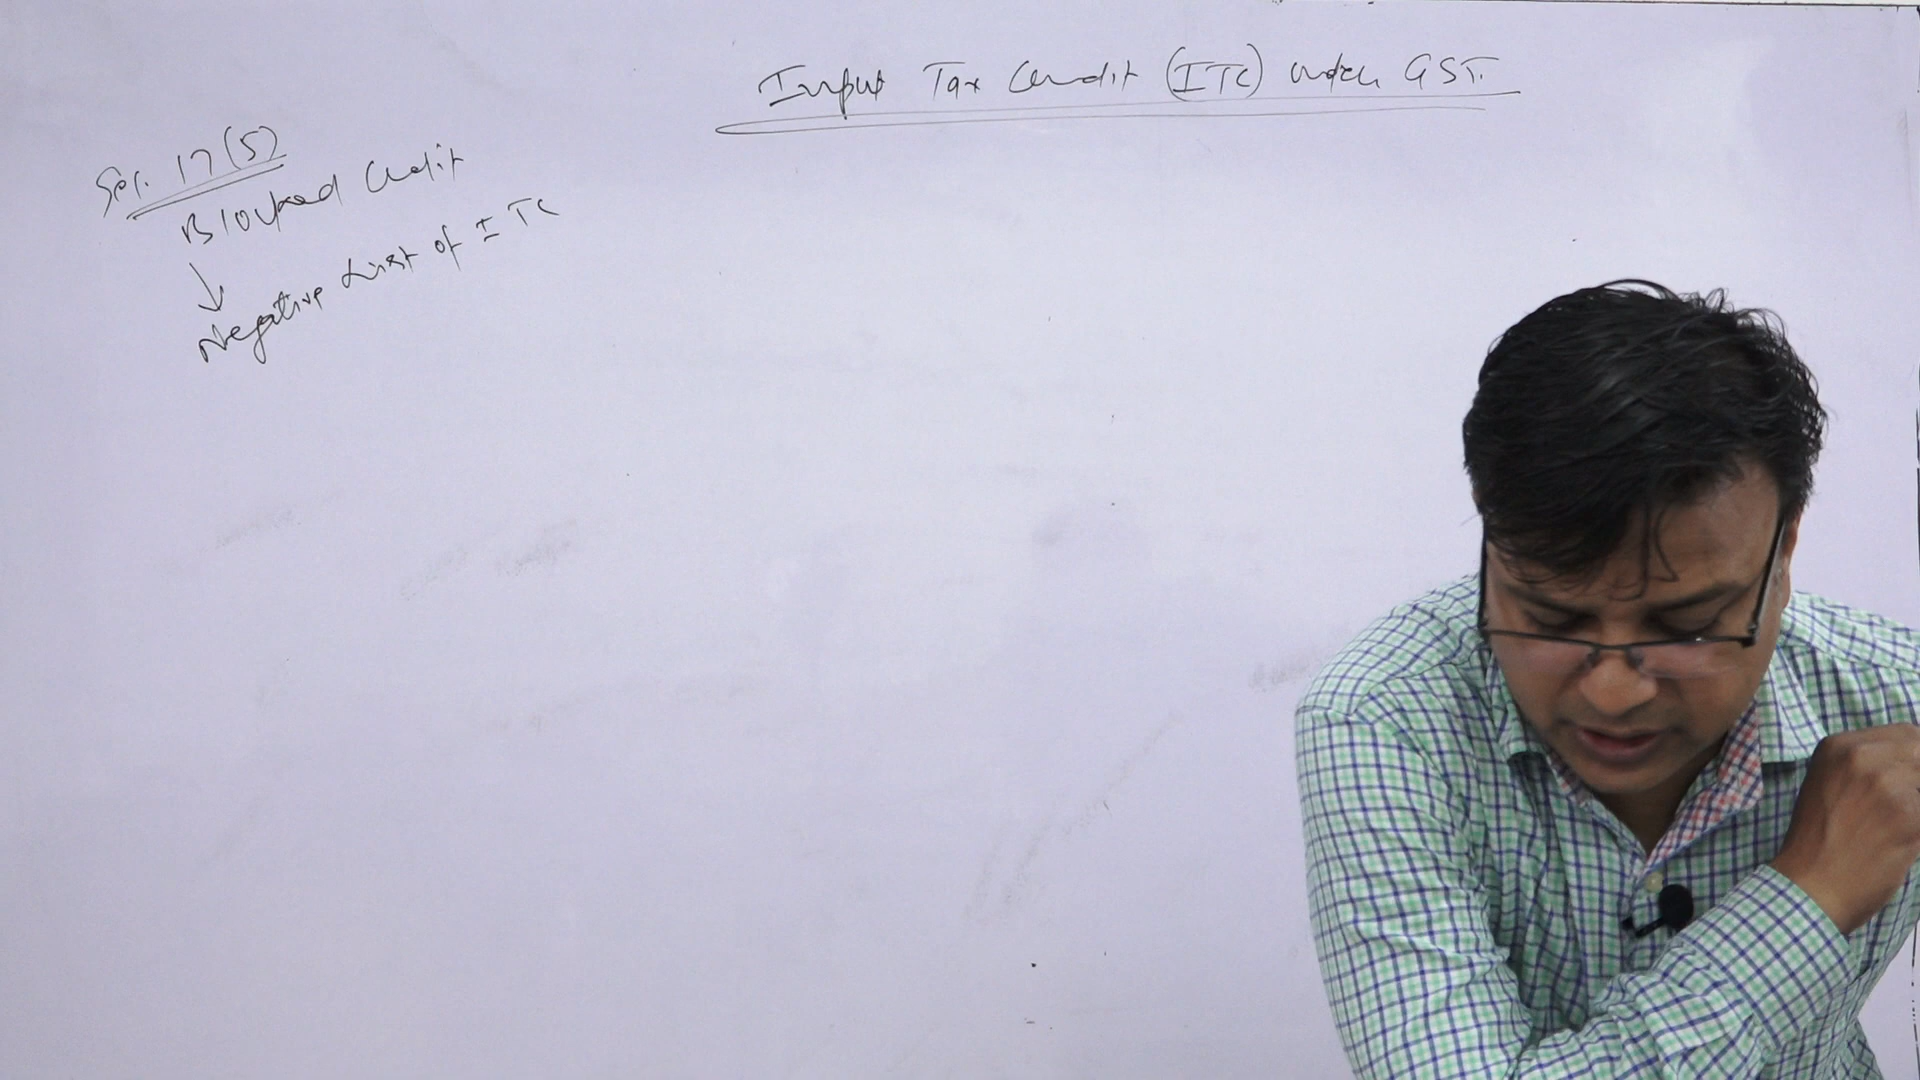 Input Tax Credit (ITC) under GST.
Sec. 17(5)
Blocked Credit
↓
Negative List of ITC